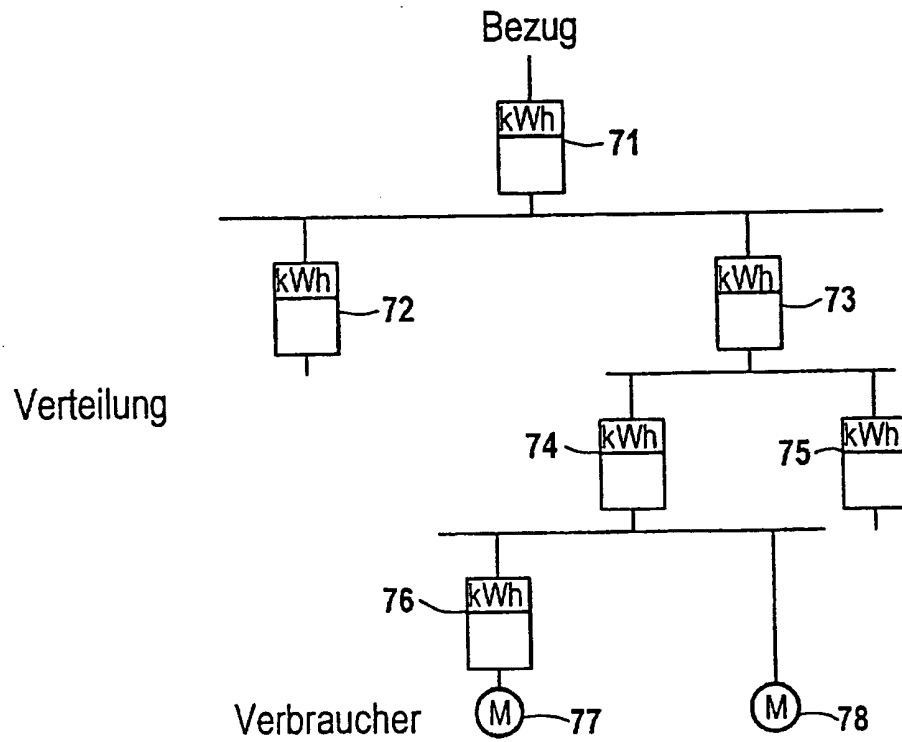 Bezug
kWh
71
kWh
72
kWh
73
Verteilung
74
kWh
75
kWh
76
kWh
Verbraucher
M
77
M
78